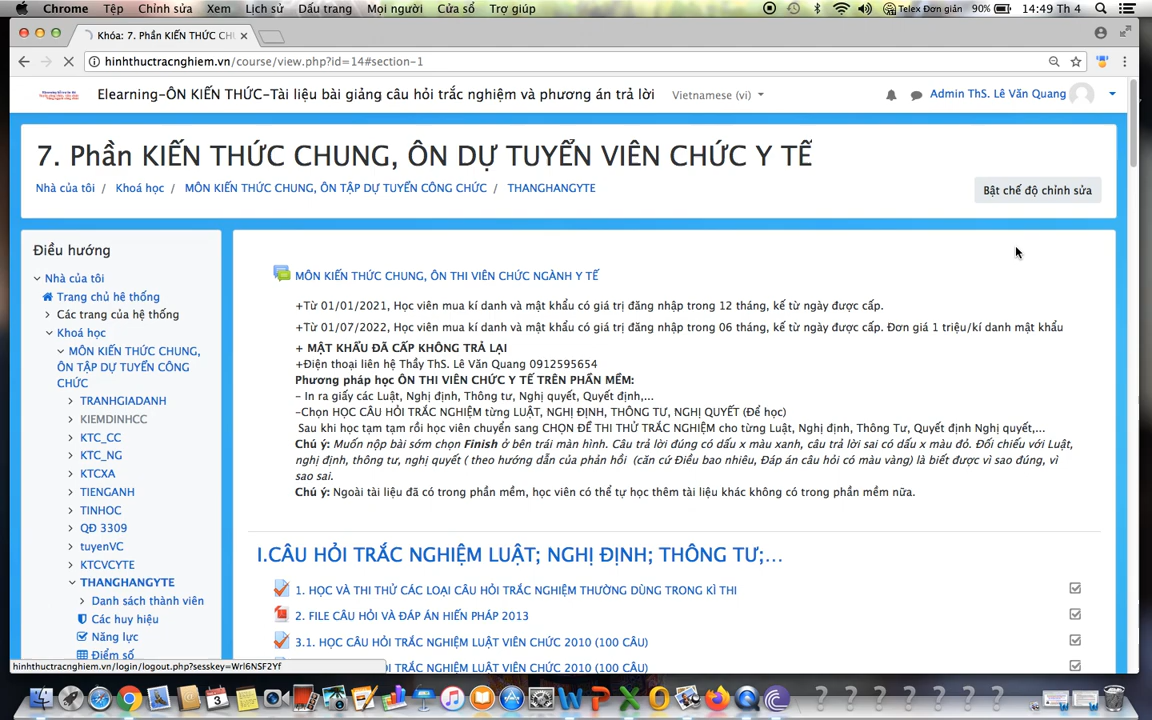 Chrome Tệp Chỉnh sửa Xem Lịch sử Dấu trang Mọi người Cửa sổ Trợ giúp Telex Đơn giản 90% 14:49 Th 4
Khóa: 7. Phần KIẾN THỨC CHU
hinhthuctracnghiem.vn/course/view.php?id=14#section-1
Elearning-ÔN KIẾN THỨC-Tài liệu bài giảng câu hỏi trắc nghiệm và phương án trả lời Vietnamese (vi) Admin ThS. Lê Văn Quang
7. Phần KIẾN THỨC CHUNG, ÔN DỰ TUYỂN VIÊN CHỨC Y TẾ
Nhà của tôi / Khoá học / MÔN KIẾN THỨC CHUNG, ÔN TẬP DỰ TUYỂN CÔNG CHỨC / THANGHANGYTE
Bật chế độ chỉnh sửa
Điều hướng
Nhà của tôi
Trang chủ hệ thống
Các trang của hệ thống
Khoá học
MÔN KIẾN THỨC CHUNG,
ÔN TẬP DỰ TUYỂN CÔNG
CHỨC
TRANHGIADANH
KIEMDINHCC
KTC_CC
KTC_NG
KTCXA
TIENGANH
TINHOC
QĐ 3309
tuyenVC
KTCVCYTE
THANGHANGYTE
Danh sách thành viên
Các huy hiệu
Năng lực
Điểm số
MÔN KIẾN THỨC CHUNG, ÔN THI VIÊN CHỨC NGÀNH Y TẾ
+Từ 01/01/2021, Học viên mua kí danh và mật khẩu có giá trị đăng nhập trong 12 tháng, kế từ ngày được cấp.
+Từ 01/07/2022, Học viên mua kí danh và mật khẩu có giá trị đăng nhập trong 06 tháng, kế từ ngày được cấp. Đơn giá 1 triệu/kí danh mật khẩu
+ MẬT KHẨU ĐÃ CẤP KHÔNG TRẢ LẠI
+Điện thoại liên hệ Thầy ThS. Lê Văn Quang 0912595654
Phương pháp học ÔN THI VIÊN CHỨC Y TẾ TRÊN PHẦN MỀM:
- In ra giấy các Luật, Nghị định, Thông tư, Nghị quyết, Quyết định,...
-Chọn HỌC CÂU HỎI TRẮC NGHIỆM từng LUẬT, NGHỊ ĐỊNH, THÔNG TƯ, NGHỊ QUYẾT (Để học)
Sau khi học tạm tạm rồi học viên chuyển sang CHỌN ĐỀ THI THỬ TRẮC NGHIỆM cho từng Luật, Nghị định, Thông Tư, Quyết định Nghị quyết,...
Chú ý: Muốn nộp bài sớm chọn Finish ở bên trái màn hình. Câu trả lời đúng có dấu x màu xanh, câu trả lời sai có dấu x màu đỏ. Đối chiếu với Luật,
nghị định, thông tư, nghị quyết ( theo hướng dẫn của phản hồi (căn cứ Điều bao nhiêu, Đáp án câu hỏi có màu vàng) là biết được vì sao đúng, vì
sao sai.
Chú ý: Ngoài tài liệu đã có trong phần mềm, học viên có thể tự học thêm tài liệu khác không có trong phần mềm nữa.
I.CÂU HỎI TRẮC NGHIỆM LUẬT; NGHỊ ĐỊNH; THÔNG TƯ;...
1. HỌC VÀ THI THỬ CÁC LOẠI CÂU HỎI TRẮC NGHIỆM THƯỜNG DÙNG TRONG KÌ THI
2. FILE CÂU HỎI VÀ ĐÁP ÁN HIẾN PHÁP 2013
3.1. HỌC CÂU HỎI TRẮC NGHIỆM LUẬT VIÊN CHỨC 2010 (100 CÂU)
ỎI TRẮC NGHIỆM LUẬT VIÊN CHỨC 2010 (100 CÂU)
hinhthuctracnghiem.vn/login/logout.php?sesskey=Wrl6NSF2Yf